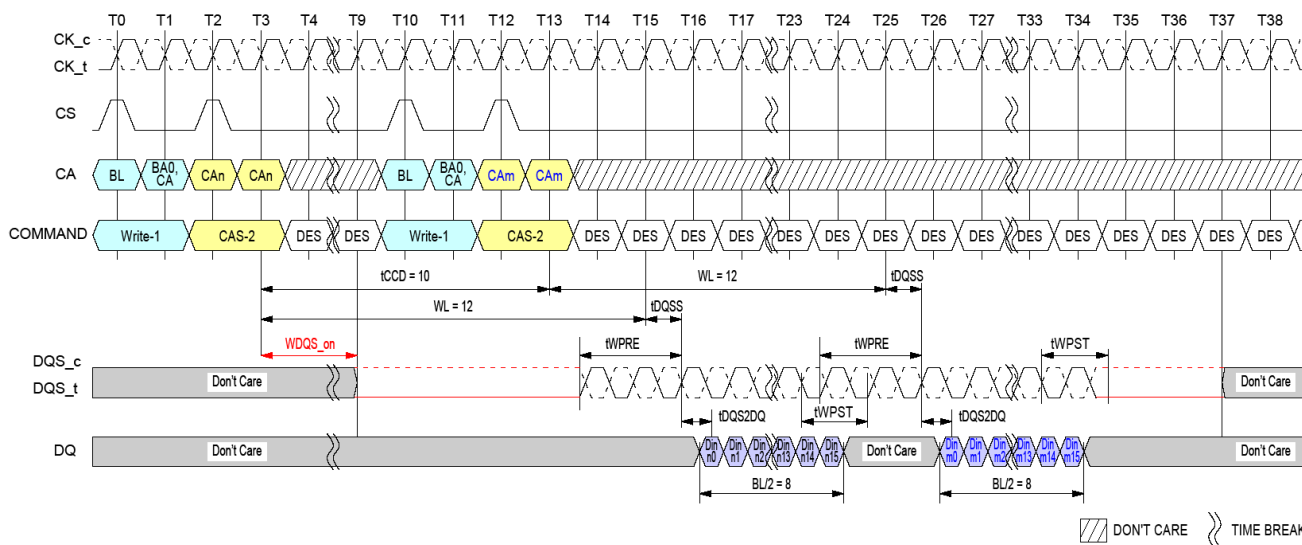 T0 T1 T2 T3 T4 T9 T10 T11 T12 T13 T14 T15 T16 T17 T23 T24 T25 T26 T27 T33 T34 T35 T36 T37 T38
CK_c
CK_t
CS
CA BL BA0, CA CAn CAn BL BA0, CA CAm CAm
COMMAND Write-1 CAS-2 DES DES Write-1 CAS-2 DES DES DES DES DES DES DES DES DES DES DES DES DES DES DES
tCCD = 10 WL = 12 tDQSS
WL = 12 tDQSS
WDQS_on tWPRE tWPRE tWPST
DQS_c
DQS_t Don't Care Don't Care
tDQS2DQ tWPST tDQS2DQ
DQ Don't Care Din n0 Din n1 Din n2 Din n13 Din n14 Din n15 Don't Care Din m0 Din m1 Din m2 Din m13 Din m14 Din m15 Don't Care
BL/2 = 8 BL/2 = 8
DON'T CARE TIME BREAK